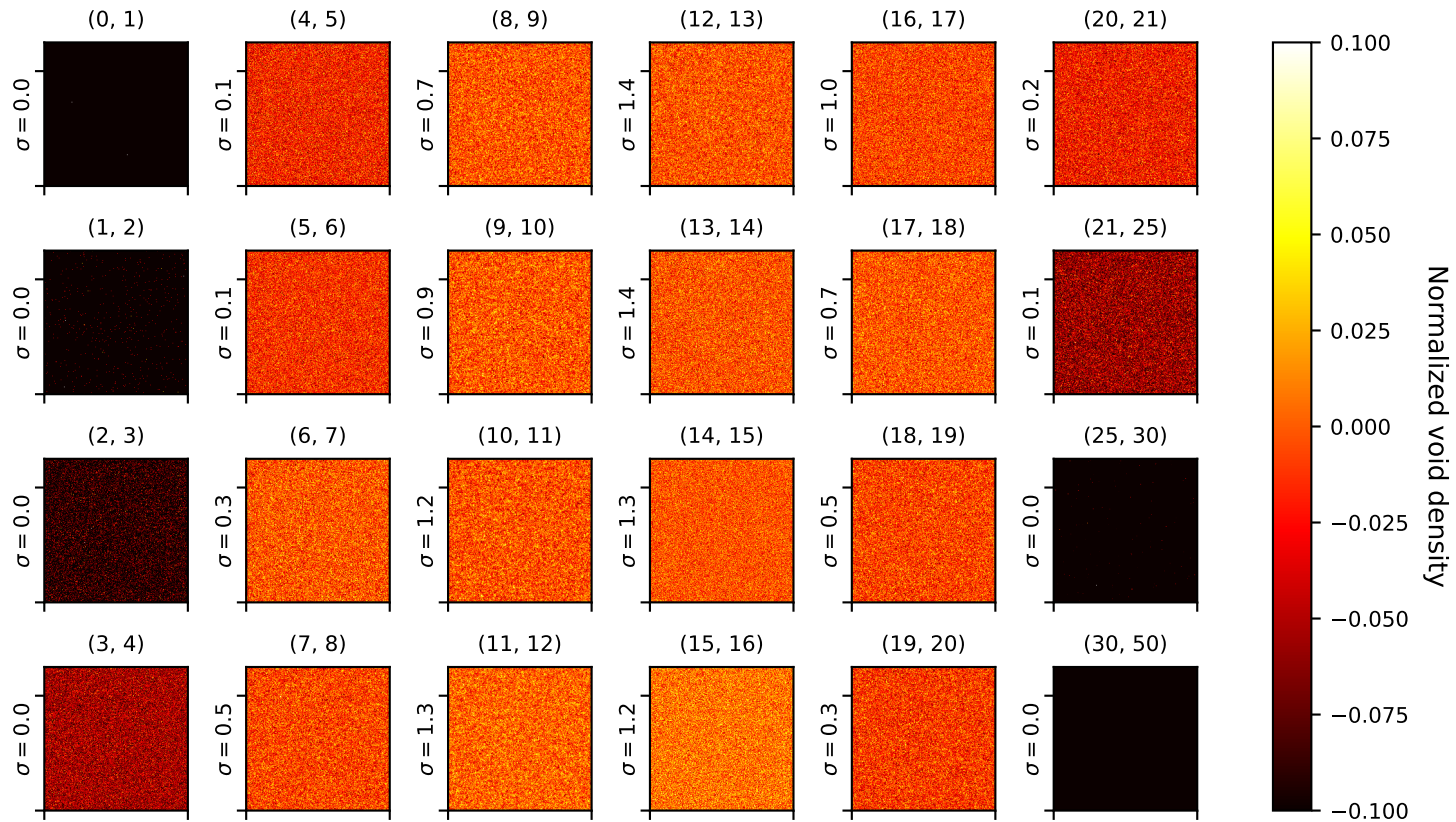 (0, 1) (4, 5) (8, 9) (12, 13) (16, 17) (20, 21)
σ = 0.0 σ = 0.1 σ = 0.7 σ = 1.4 σ = 1.0 σ = 0.2
(1, 2) (5, 6) (9, 10) (13, 14) (17, 18) (21, 25)
σ = 0.0 σ = 0.1 σ = 0.9 σ = 1.4 σ = 0.7 σ = 0.1
(2, 3) (6, 7) (10, 11) (14, 15) (18, 19) (25, 30)
σ = 0.0 σ = 0.3 σ = 1.2 σ = 1.3 σ = 0.5 σ = 0.0
(3, 4) (7, 8) (11, 12) (15, 16) (19, 20) (30, 50)
σ = 0.0 σ = 0.5 σ = 1.3 σ = 1.2 σ = 0.3 σ = 0.0
0.100
0.075
0.050
0.025
0.000
−0.025
−0.050
−0.075
−0.100
Normalized void density